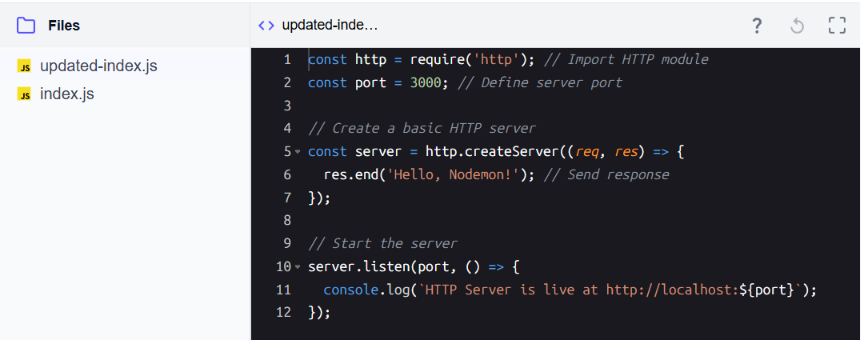 Files
updated-index.js
index.js
updated-inde...
?
1 const http = require('http'); // Import HTTP module
2 const port = 3000; // Define server port
3
4 // Create a basic HTTP server
5 const server = http.createServer((req, res) => {
6   res.end('Hello, Nodemon!'); // Send response
7 });
8
9 // Start the server
10 server.listen(port, () => {
11   console.log(`HTTP Server is live at http://localhost:${port}`);
12 });